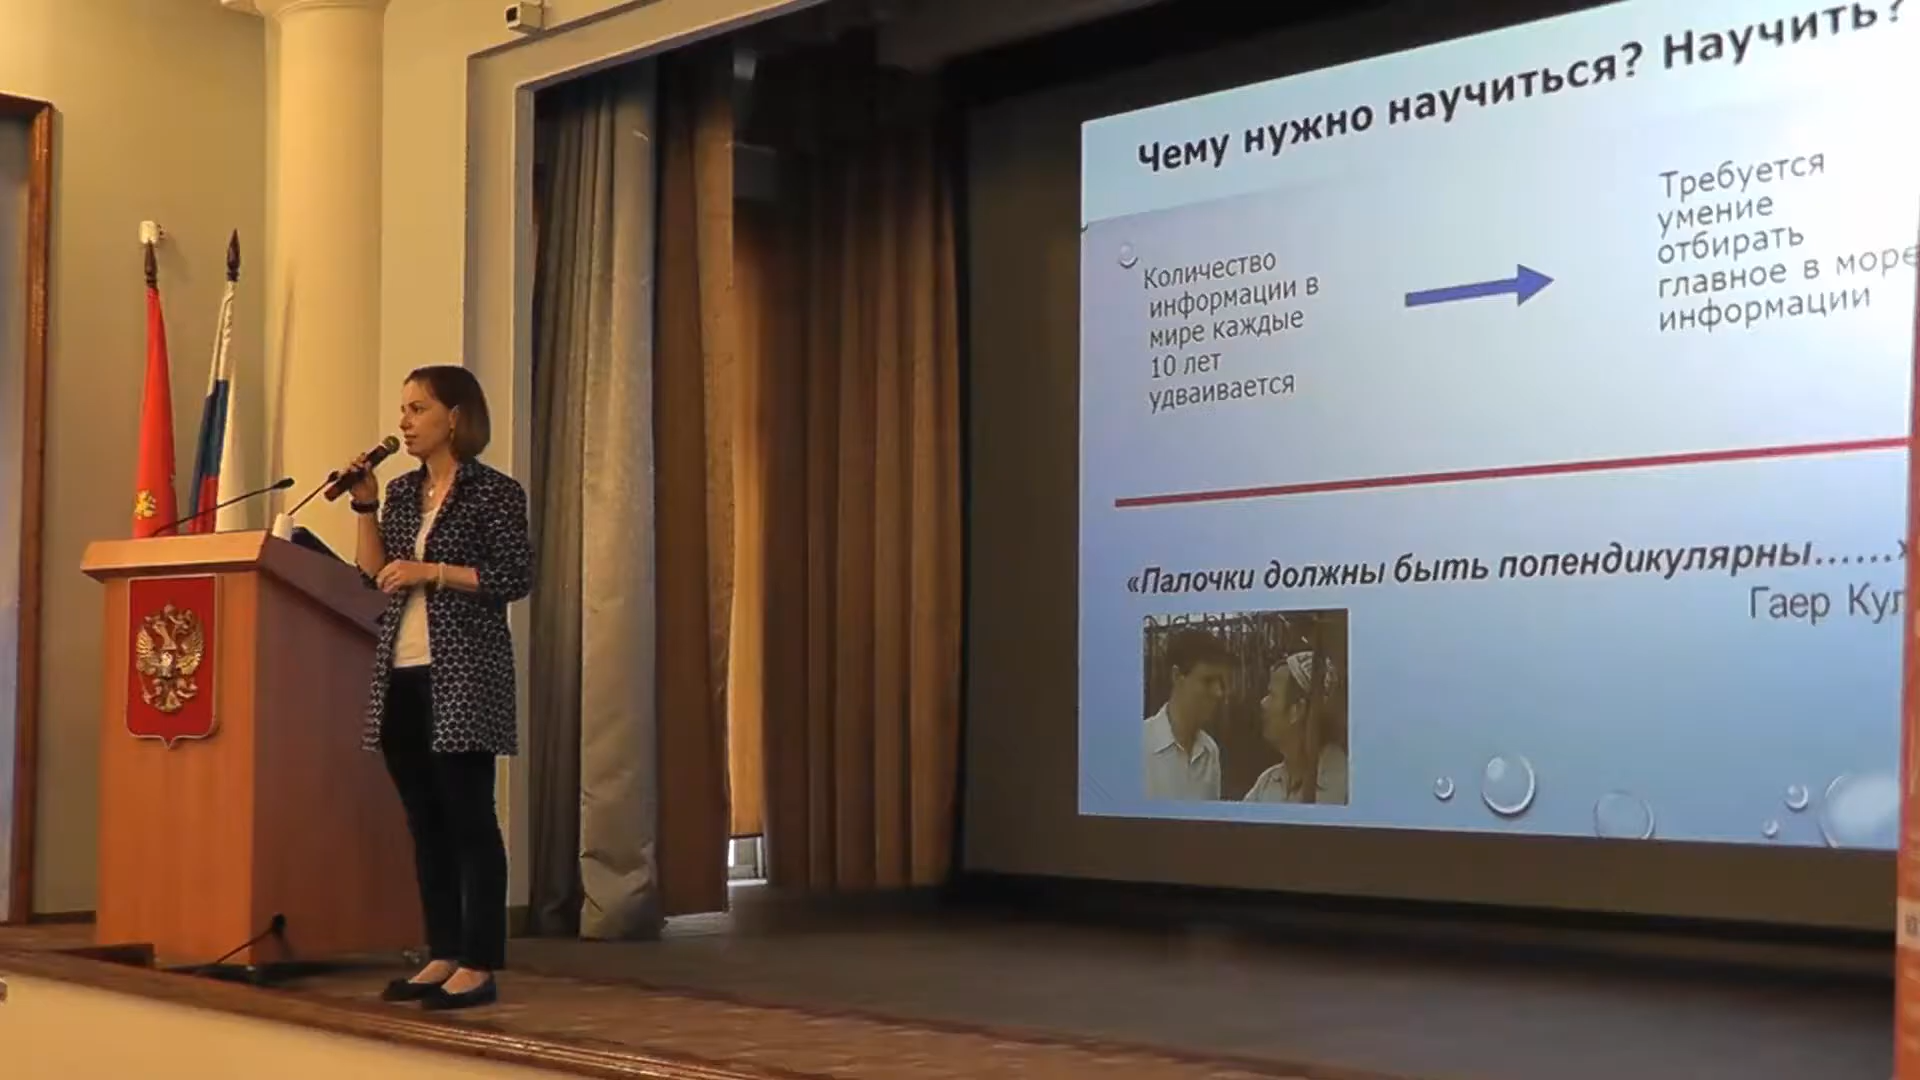 Чему нужно научиться? Научить?
Количество
информации в
мире каждые
10 лет
удваивается
Требуется
умение
отбирать
главное в море
информации
«Палочки должны быть попендикулярны......»
Гаер Кул